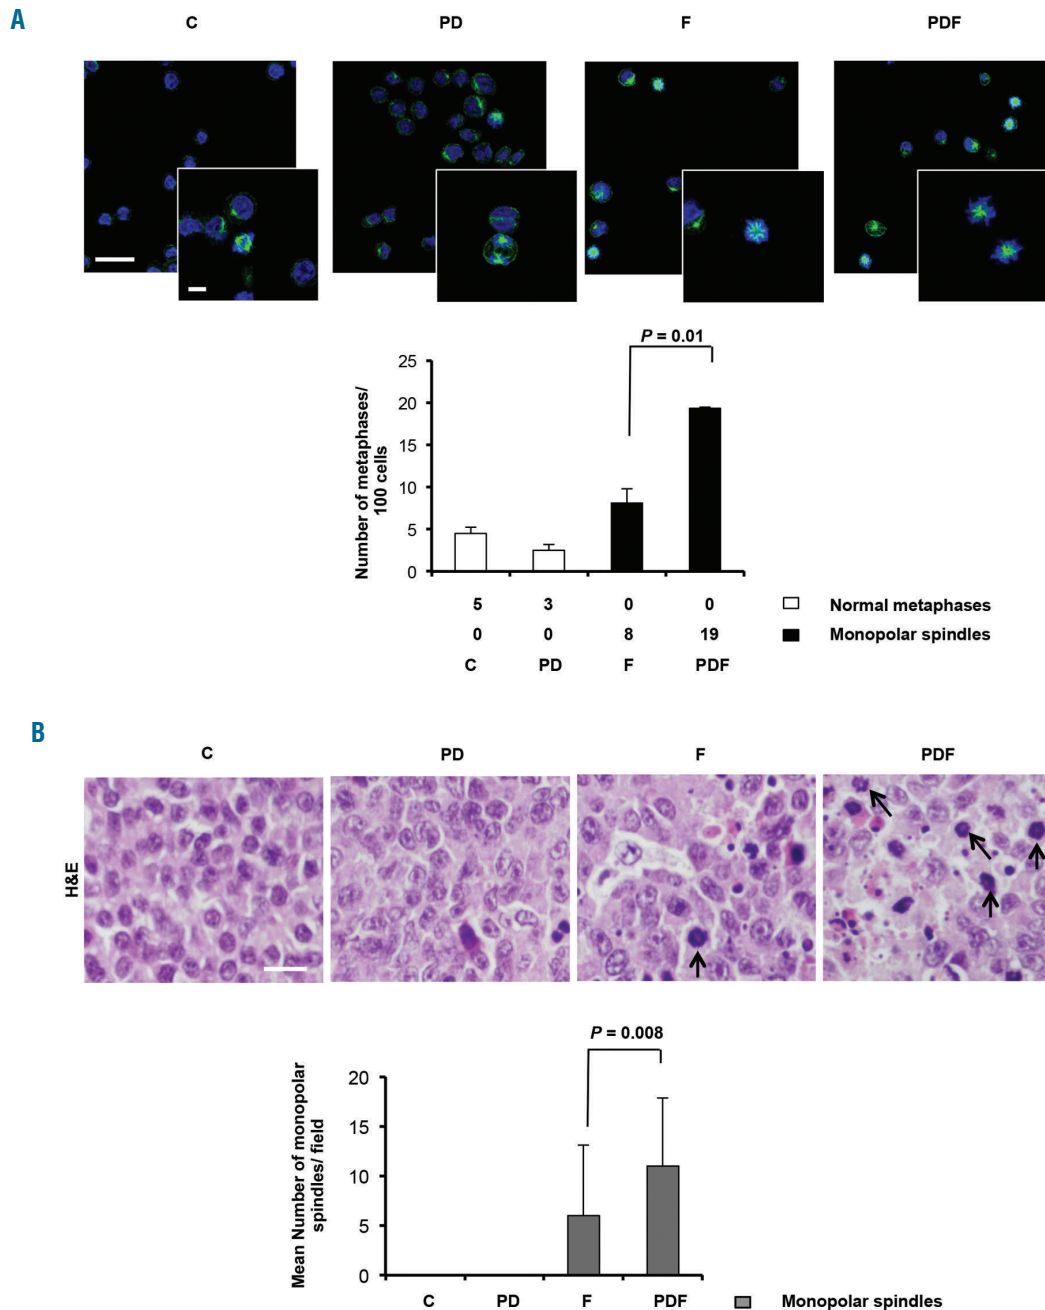 A
C PD F PDF
P = 0.01
Number of metaphases/
100 cells
25
20
15
10
5
0
5 3 0 0 Normal metaphases
0 0 8 19 Monopolar spindles
C PD F PDF
B
C PD F PDF
H&E
P = 0.008
Mean Number of monopolar
spindles/ field
20
15
10
5
0
C PD F PDF Monopolar spindles